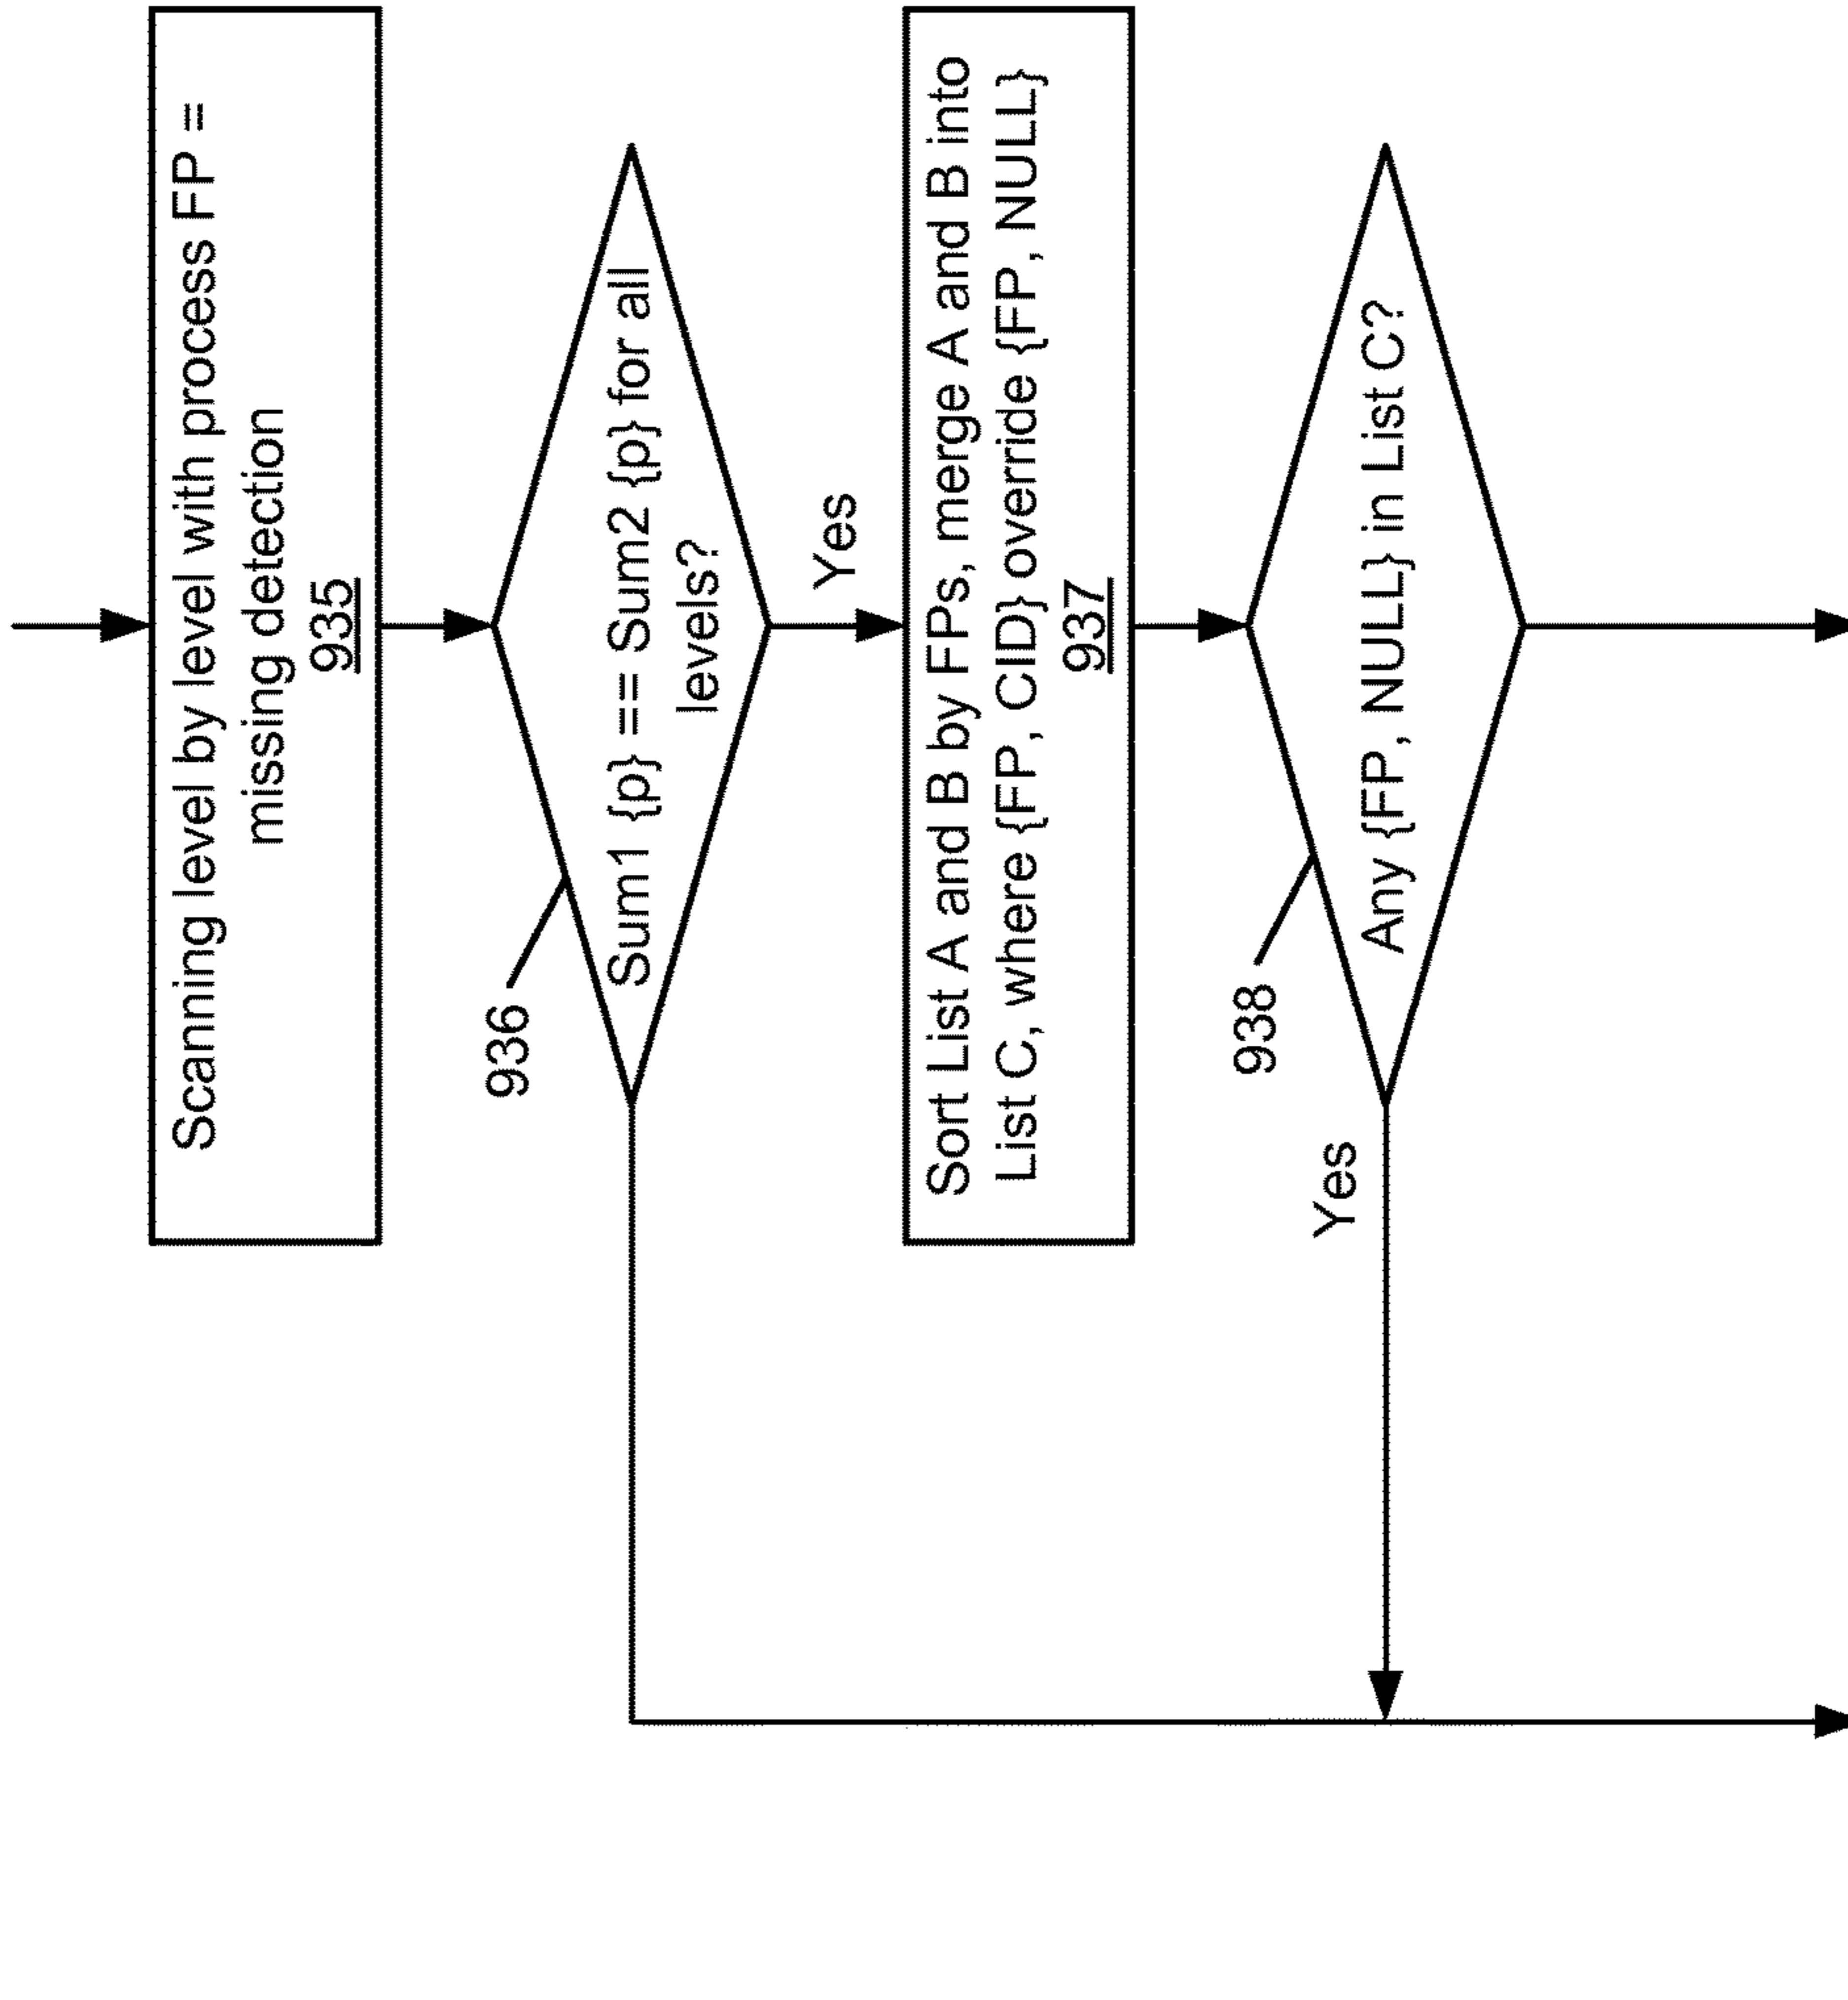 Scanning level by level with process FP =
missing detection
935
936
Sum1 {p} == Sum2 {p} for all
levels?
Yes
Sort List A and B by FPs, merge A and B into
List C, where {FP, CID} override {FP, NULL}
937
938
Any {FP, NULL} in List C?
Yes